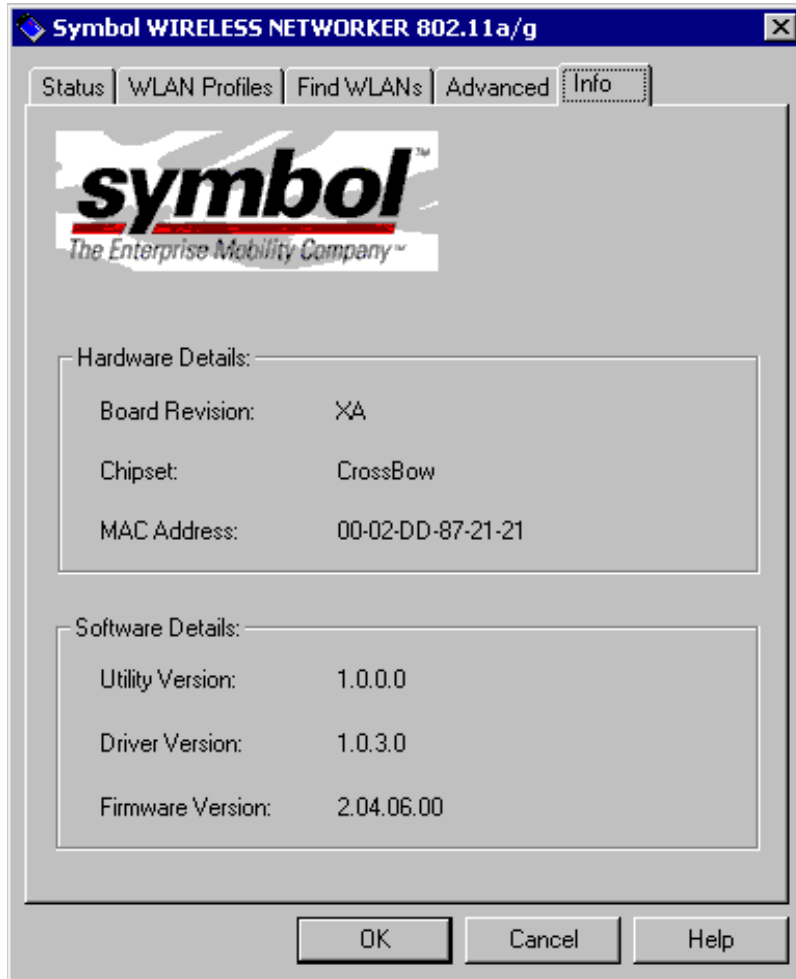 Symbol WIRELESS NETWORKER 802.11a/g
Status WLAN Profiles Find WLANs Advanced Info
symbol™
The Enterprise Mobility Company™
Hardware Details:
Board Revision: XA
Chipset: CrossBow
MAC Address: 00-02-DD-87-21-21
Software Details:
Utility Version: 1.0.0.0
Driver Version: 1.0.3.0
Firmware Version: 2.04.06.00
OK Cancel Help